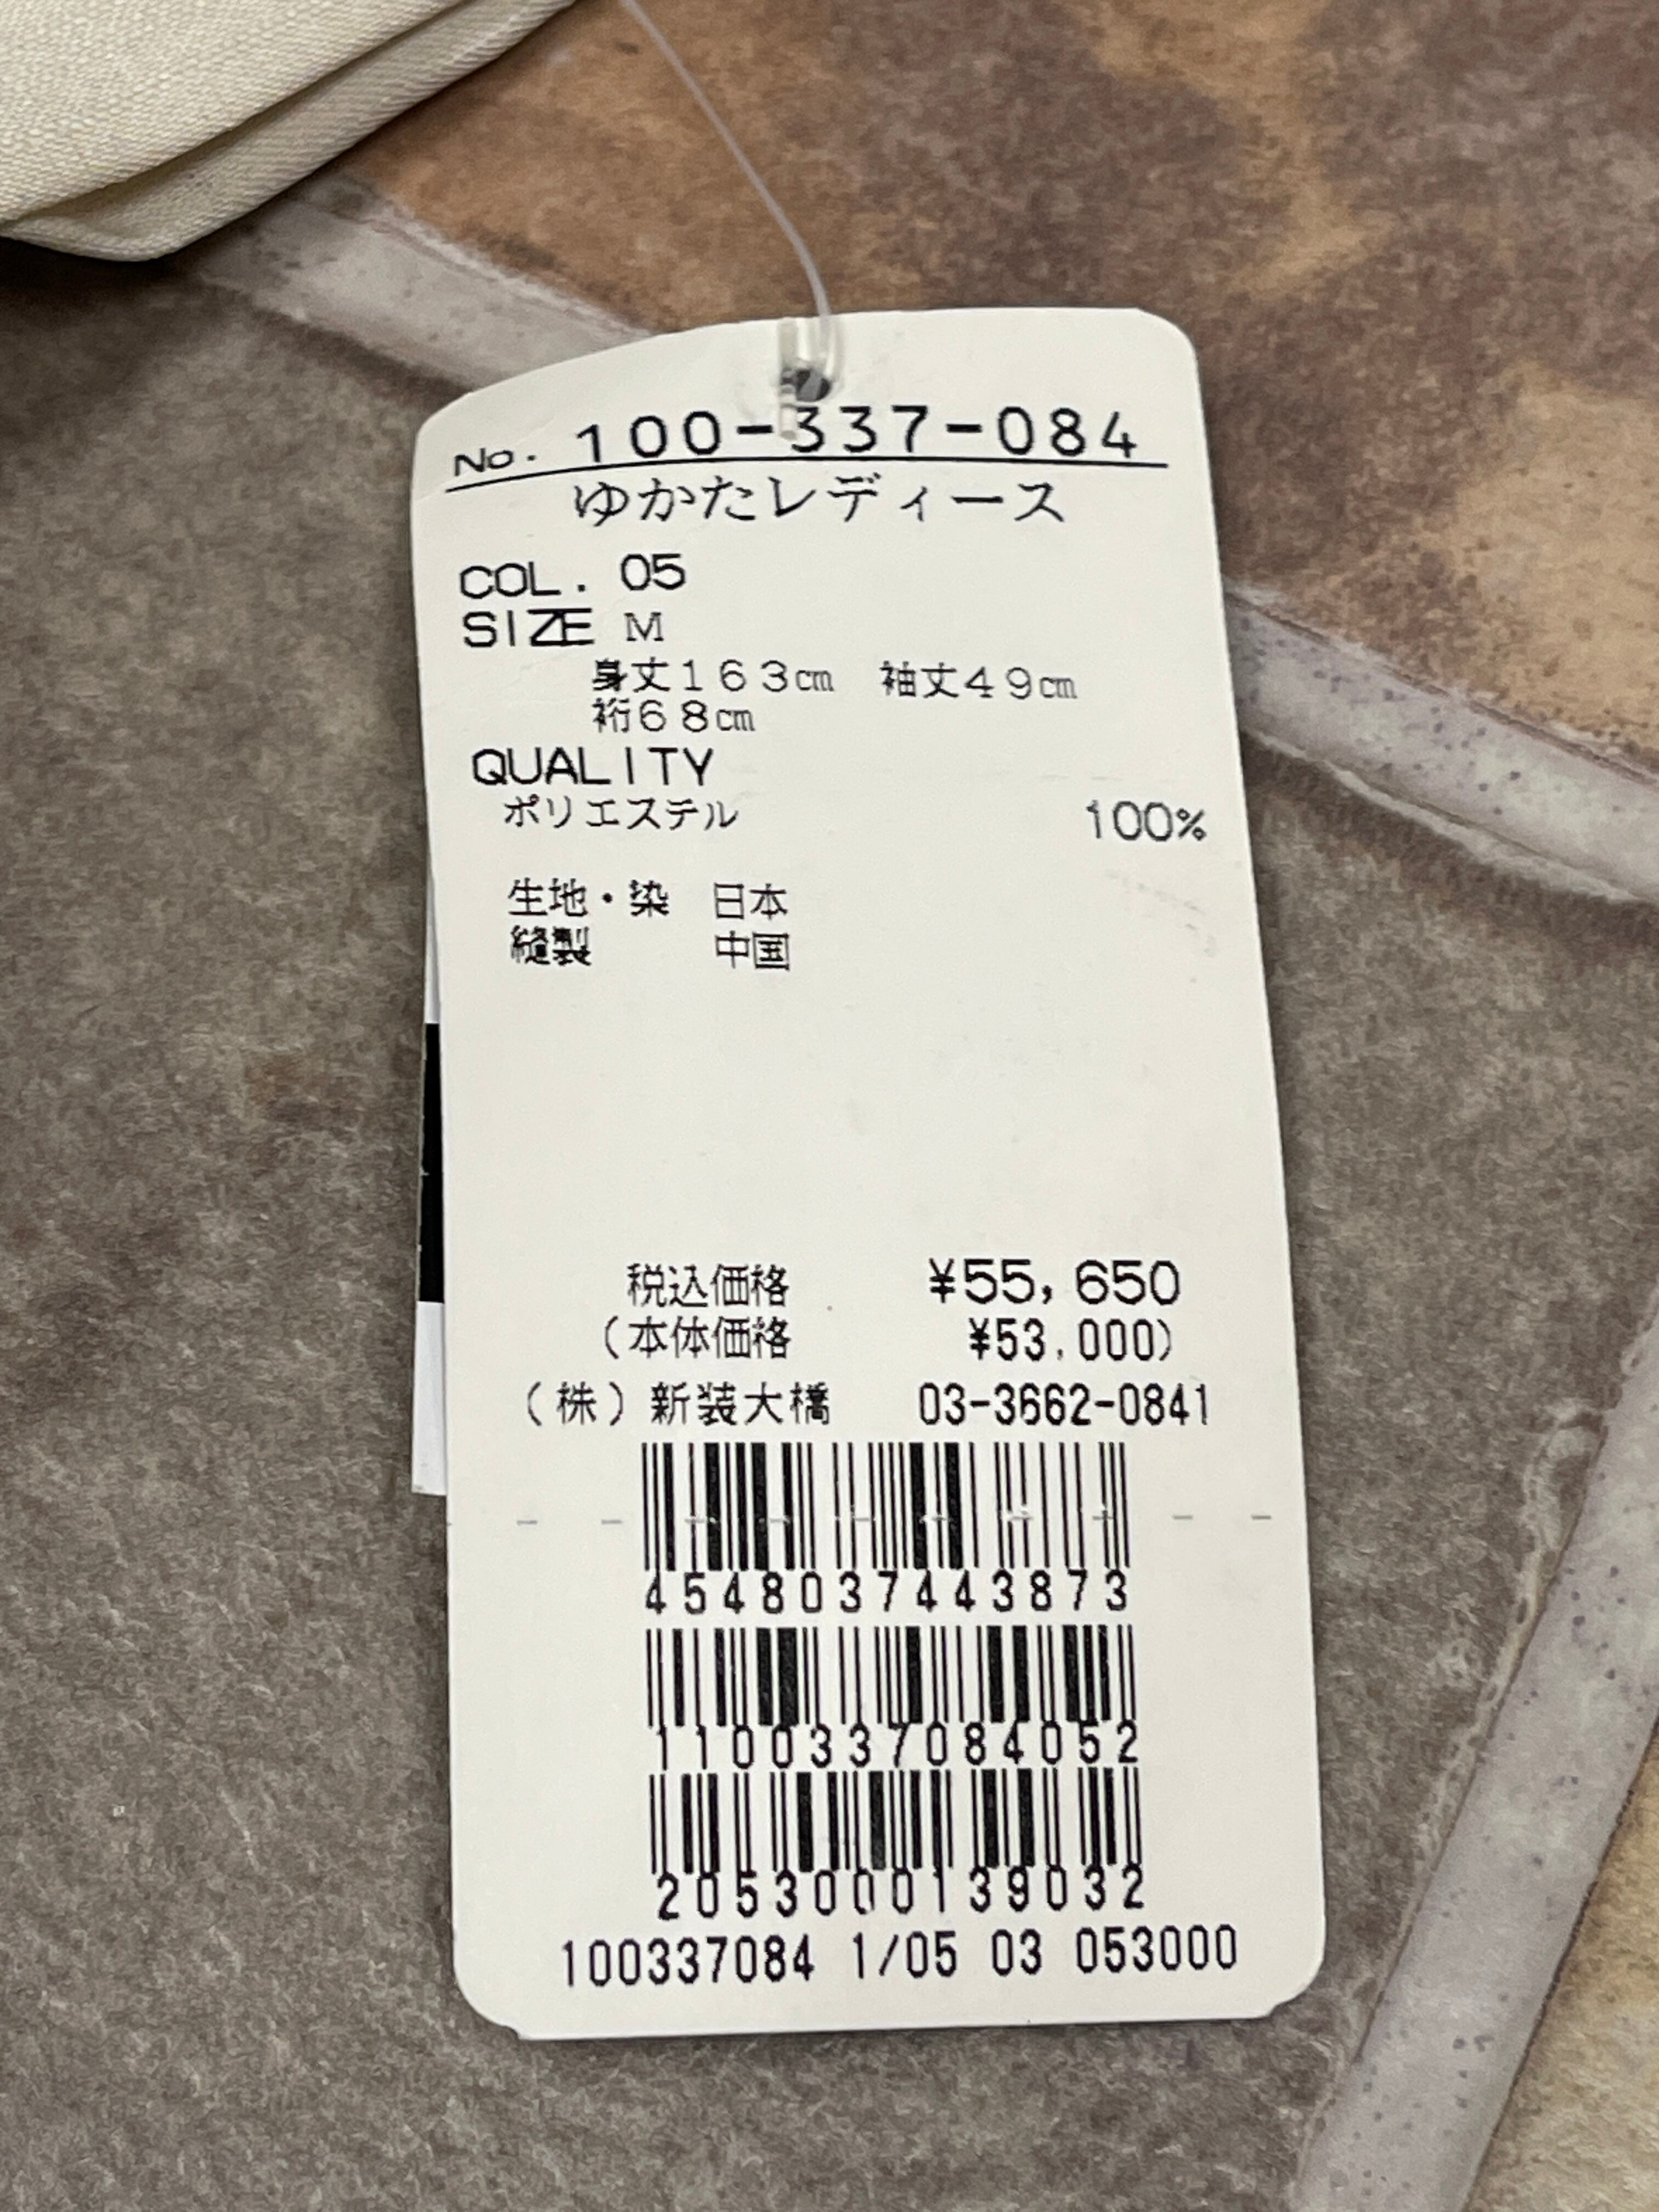 No. 100-337-084
ゆかたレディース
COL. 05
SIZE M
身丈163㎝ 袖丈49㎝
裄68㎝
QUALITY
ポリエステル 100%
生地・染 日本
縫製 中国
税込価格 ¥55,650
(本体価格 ¥53,000)
(株)新装大橋 03-3662-0841
4548037443873
1100337084052
2053000139032
100337084 1/05 03 053000